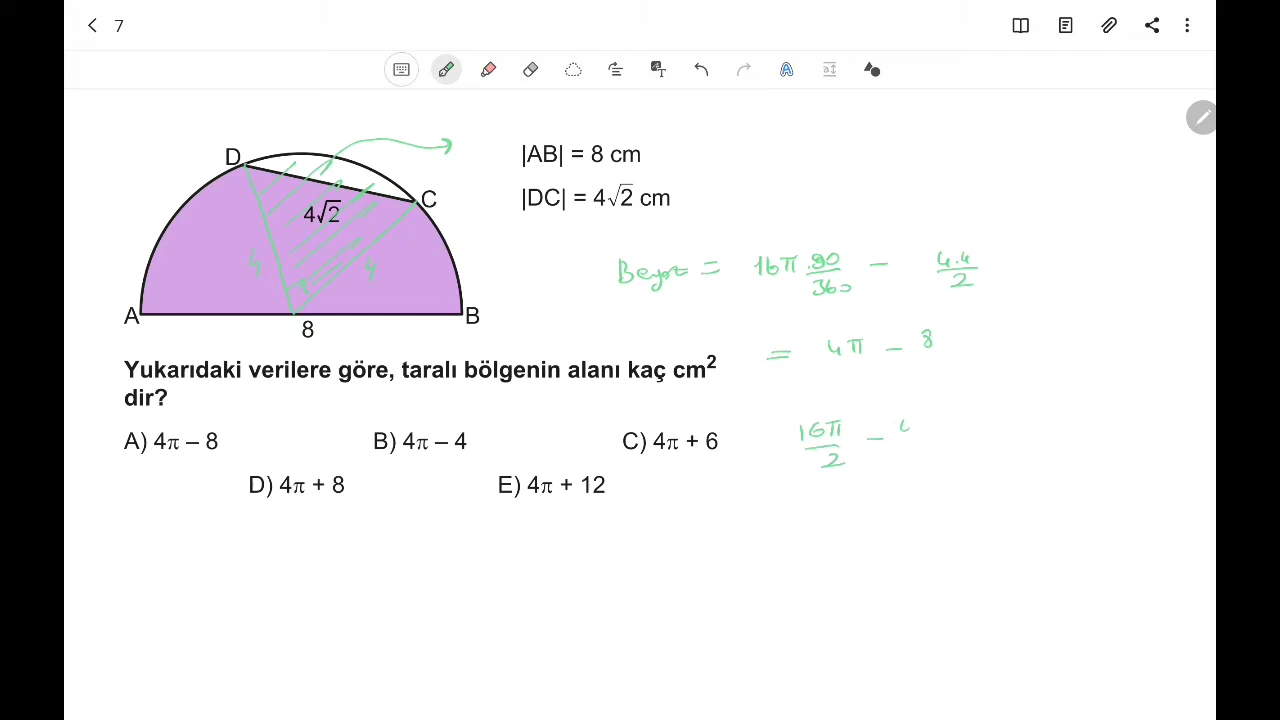 7
D
C
4√2
4
4
A
8
B
|AB| = 8 cm
|DC| = 4√2 cm
Beyaz = 16π . 90/360 − 4.4/2
= 4π − 8
16π/2 −
Yukarıdaki verilere göre, taralı bölgenin alanı kaç cm²
dir?
A) 4π – 8 B) 4π – 4 C) 4π + 6
D) 4π + 8 E) 4π + 12